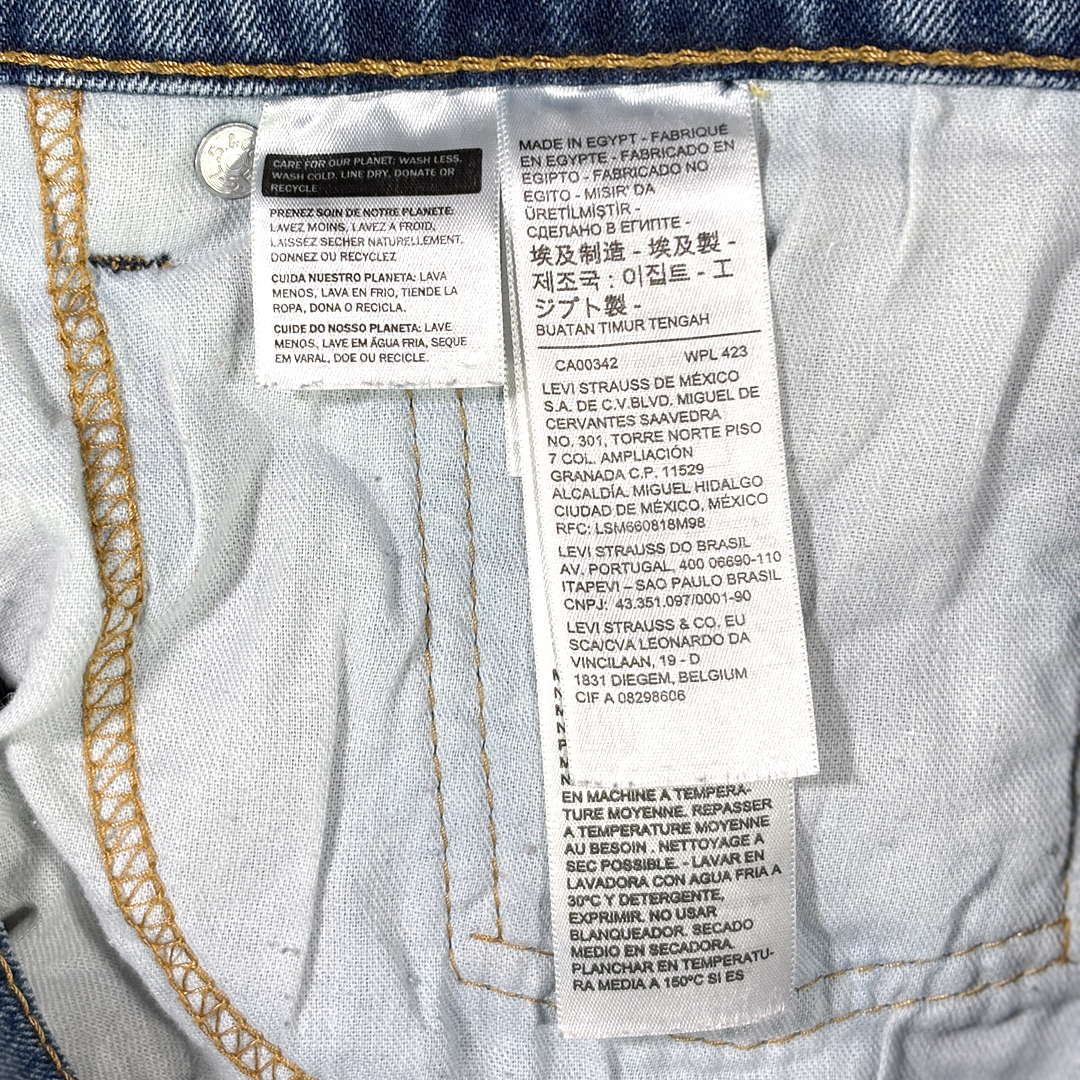 CARE FOR OUR PLANET: WASH LESS,
WASH COLD, LINE DRY, DONATE OR
RECYCLE
PRENEZ SOIN DE NOTRE PLANETE:
LAVEZ MOINS, LAVEZ A FROID,
LAISSEZ SECHER NATURELLEMENT,
DONNEZ OU RECYCLEZ
CUIDA NUESTRO PLANETA: LAVA
MENOS, LAVA EN FRIO, TIENDE LA
ROPA, DONA O RECICLA.
CUIDE DO NOSSO PLANETA: LAVE
MENOS, LAVE EM ÁGUA FRIA, SEQUE
EM VARAL, DOE OU RECICLE.
MADE IN EGYPT - FABRIQUÉ
EN EGYPTE - FABRICADO EN
EGIPTO - FABRICADO NO
EGITO - MISIR' DA
ÜRETİLMİŞTİR -
СДЕЛАНО В ЕГИПТЕ -
埃及制造 - 埃及製 -
제조국 : 이집트 - エ
ジプト製 -
BUATAN TIMUR TENGAH
CA00342 WPL 423
LEVI STRAUSS DE MÉXICO
S.A. DE C.V.BLVD. MIGUEL DE
CERVANTES SAAVEDRA
NO. 301, TORRE NORTE PISO
7 COL. AMPLIACIÓN
GRANADA C.P. 11529
ALCALDÍA. MIGUEL HIDALGO
CIUDAD DE MÉXICO, MÉXICO
RFC: LSM660818M98
LEVI STRAUSS DO BRASIL
AV. PORTUGAL, 400 06690-110
ITAPEVI – SAO PAULO BRASIL
CNPJ: 43.351.097/0001-90
LEVI STRAUSS & CO. EU
SCA/CVA LEONARDO DA
VINCILAAN, 19 - D
1831 DIEGEM, BELGIUM
CIF A 08298606
EN MACHINE A TEMPERA-
TURE MOYENNE. REPASSER
A TEMPERATURE MOYENNE
AU BESOIN . NETTOYAGE A
SEC POSSIBLE. - LAVAR EN
LAVADORA CON AGUA FRIA A
30ºC Y DETERGENTE,
EXPRIMIR. NO USAR
BLANQUEADOR. SECADO
MEDIO EN SECADORA.
PLANCHAR EN TEMPERATU-
RA MEDIA A 150ºC SI ES